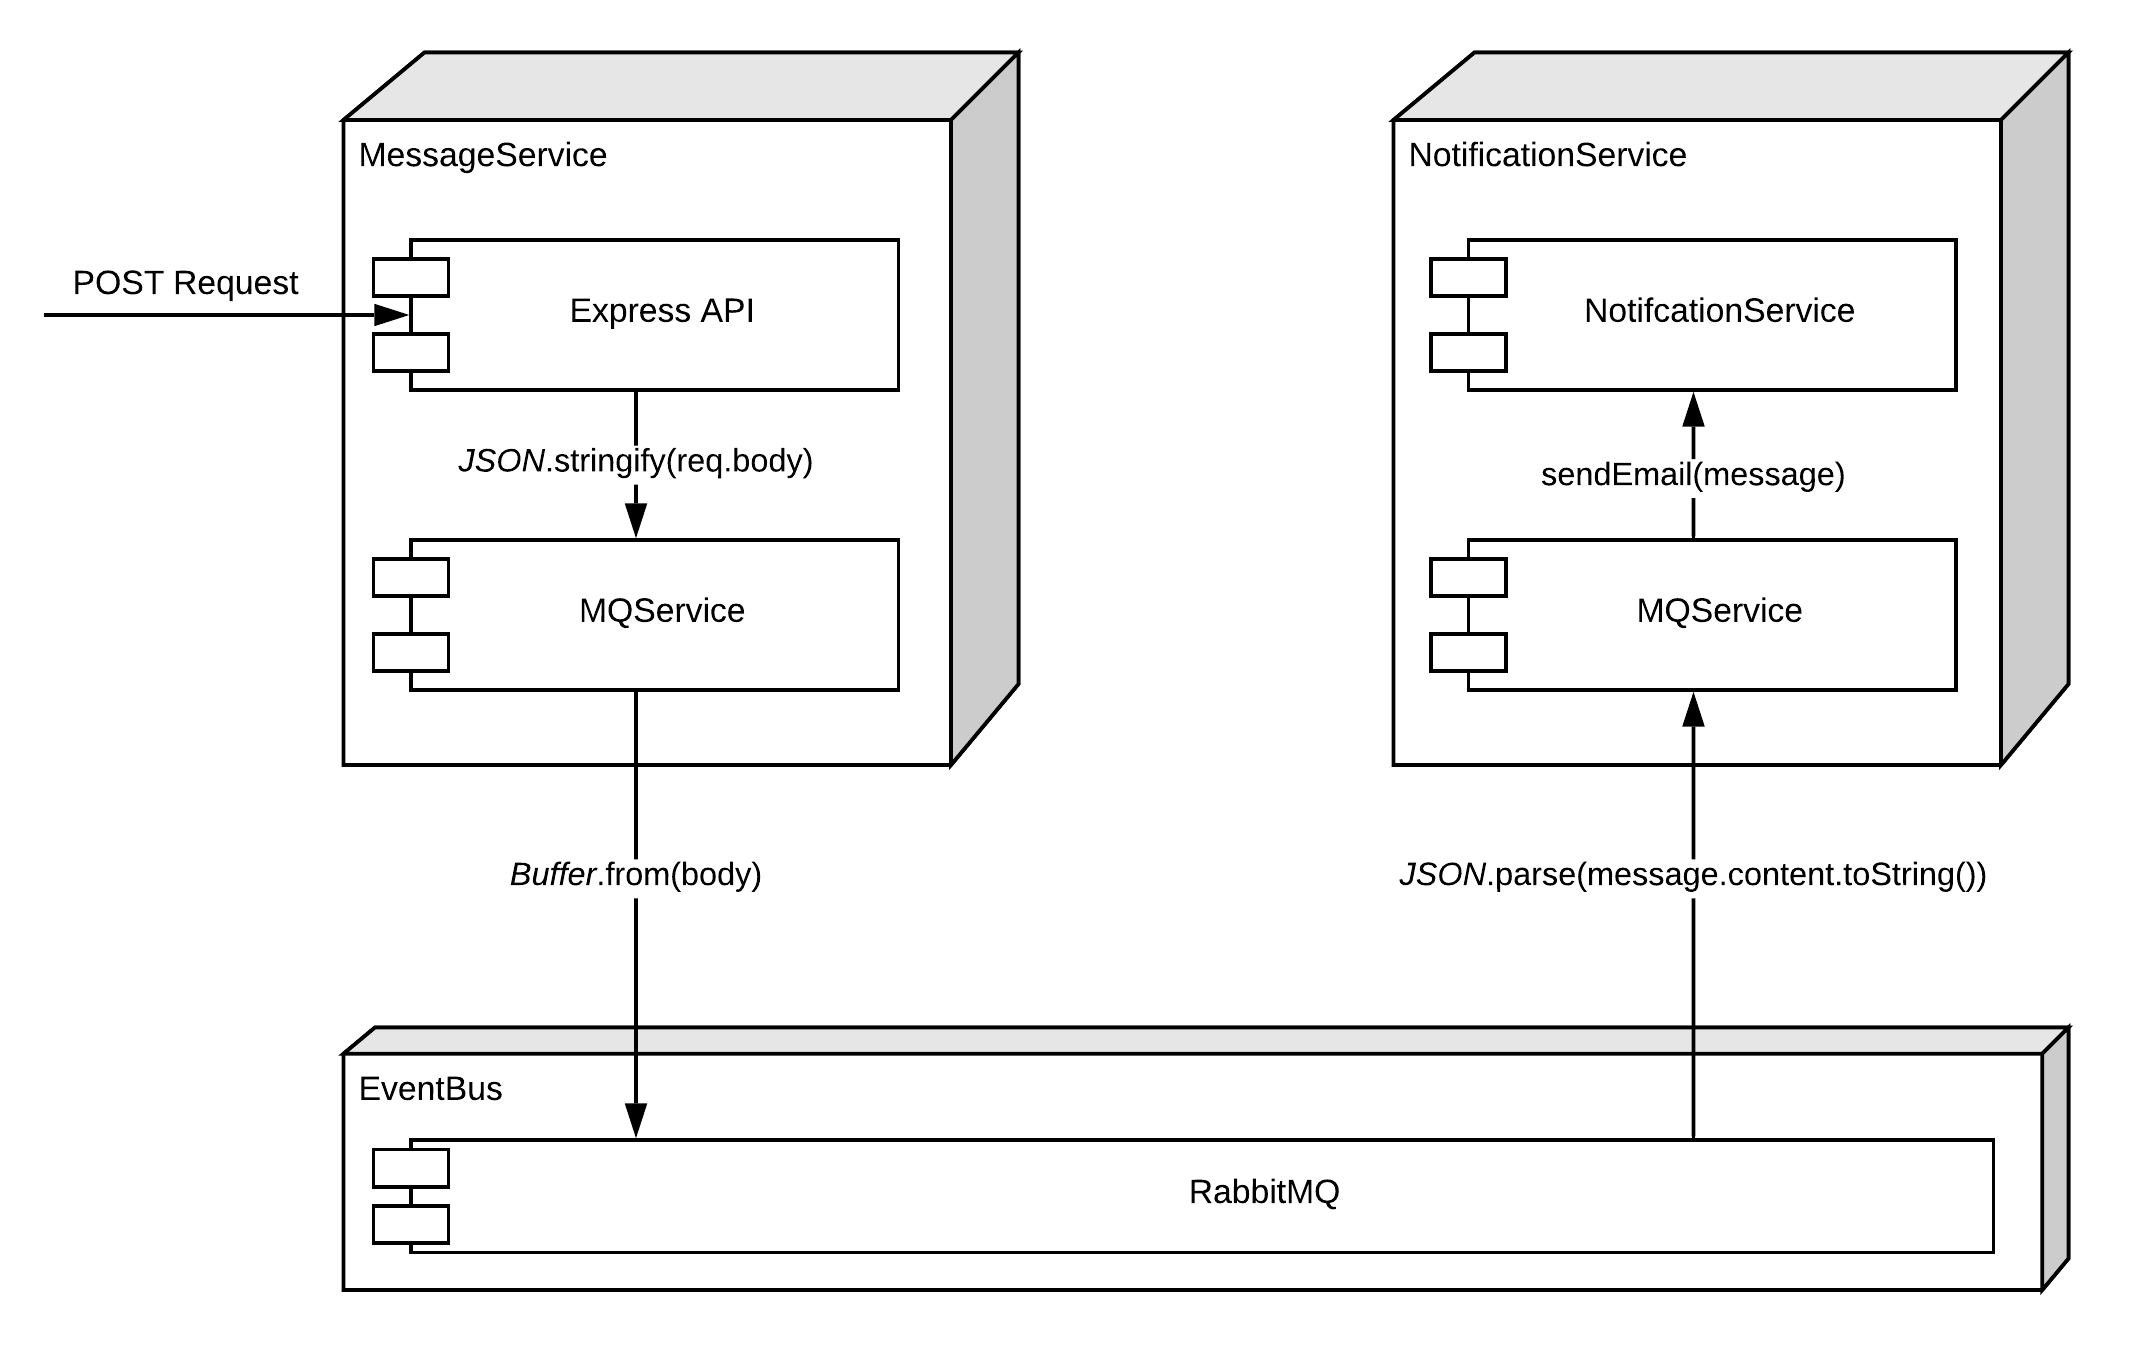 MessageService
NotificationService
POST Request
Express API
NotifcationService
JSON.stringify(req.body)
sendEmail(message)
MQService
MQService
Buffer.from(body)
JSON.parse(message.content.toString())
EventBus
RabbitMQ